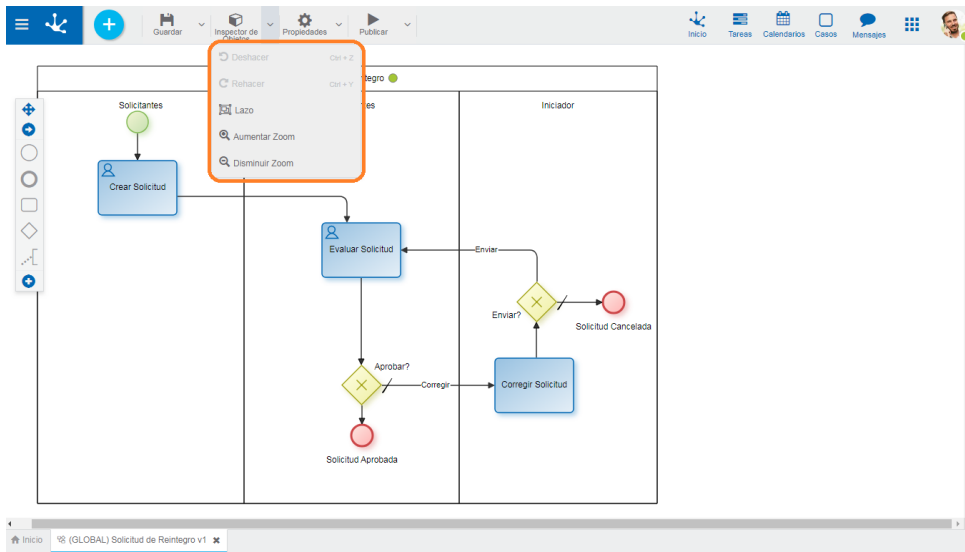 Guardar
Inspector de
Objetos
Propiedades
Publicar
Inicio
Tareas
Calendarios
Casos
Mensajes
Deshacer Ctrl + Z
Rehacer Ctrl + Y
Lazo
Aumentar Zoom
Disminuir Zoom
tegro
Solicitantes
tes
Iniciador
Crear Solicitud
Evaluar Solicitud
Enviar
Enviar?
Solicitud Cancelada
Aprobar?
Corregir
Corregir Solicitud
Solicitud Aprobada
Inicio
(GLOBAL) Solicitud de Reintegro v1